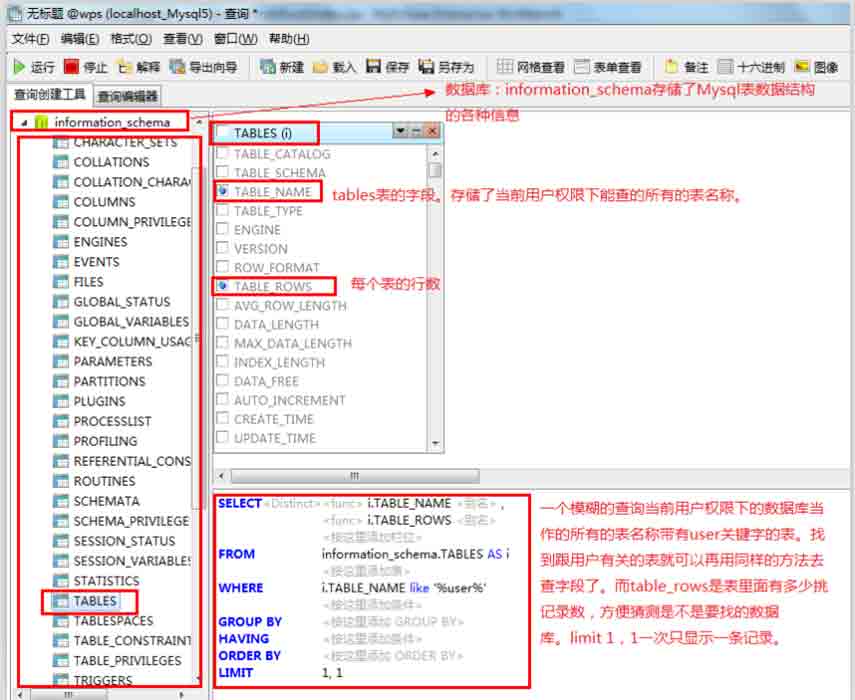 无标题 @wps (localhost_Mysql5) - 查询 *
文件(F) 编辑(E) 格式(O) 查看(V) 窗口(W) 帮助(H)
运行 停止 解释 导出向导 新建 载入 保存 另存为 网格查看 表单查看 备注 十六进制 图像
查询创建工具 查询编辑器
information_schema
CHARACTER_SETS
COLLATIONS
COLLATION_CHARA
COLUMNS
COLUMN_PRIVILEGE
ENGINES
EVENTS
FILES
GLOBAL_STATUS
GLOBAL_VARIABLES
KEY_COLUMN_USAG
PARAMETERS
PARTITIONS
PLUGINS
PROCESSLIST
PROFILING
REFERENTIAL_CONS
ROUTINES
SCHEMATA
SCHEMA_PRIVILEGE
SESSION_STATUS
SESSION_VARIABLES
STATISTICS
TABLES
TABLESPACES
TABLE_CONSTRAINT
TABLE_PRIVILEGES
TRIGGERS
数据库：information_schema存储了Mysql表数据结构
的各种信息
TABLES (i)
TABLE_CATALOG
TABLE_SCHEMA
TABLE_NAME
TABLE_TYPE
ENGINE
VERSION
ROW_FORMAT
TABLE_ROWS
AVG_ROW_LENGTH
DATA_LENGTH
MAX_DATA_LENGTH
INDEX_LENGTH
DATA_FREE
AUTO_INCREMENT
CREATE_TIME
UPDATE_TIME
tables表的字段。存储了当前用户权限下能查的所有的表名称。
每个表的行数
SELECT <Distinct> <func> i.TABLE_NAME <别名> ,
<func> i.TABLE_ROWS <别名>
<按这里添加栏位>
FROM information_schema.TABLES AS i
<按这里添加表>
WHERE i.TABLE_NAME like '%user%'
<按这里添加条件>
GROUP BY <按这里添加 GROUP BY>
HAVING <按这里添加条件>
ORDER BY <按这里添加 ORDER BY>
LIMIT 1, 1
一个模糊的查询当前用户权限下的数据库当
作的所有的表名称带有user关键字的表。找
到跟用户有关的表就可以再用同样的方法去
查字段了。而table_rows是表里面有多少挑
记录数，方便猜测是不是要找的数据
库。limit 1，1一次只显示一条记录。